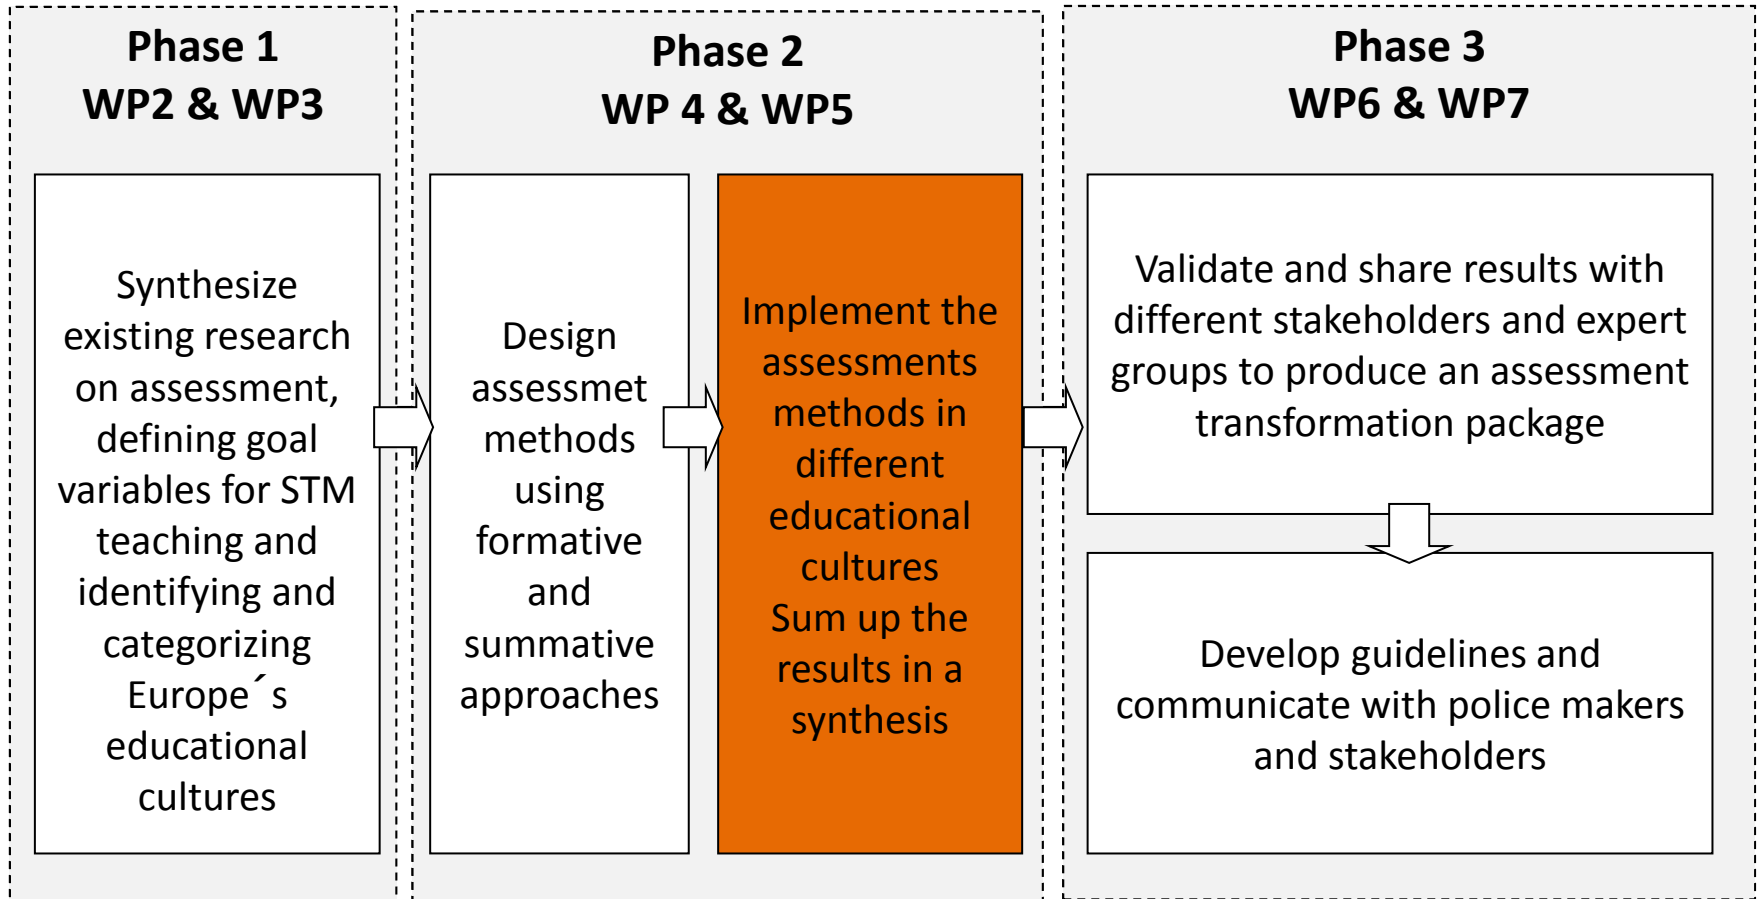 Phase 1
WP2 & WP3
Synthesize
existing research
on assessment,
defining goal
variables for STM
teaching and
identifying and
categorizing
Europe´s
educational
cultures
Phase 2
WP 4 & WP5
Design
assessmet
methods
using
formative
and
summative
approaches
Implement the
assessments
methods in
different
educational
cultures
Sum up the
results in a
synthesis
Phase 3
WP6 & WP7
Validate and share results with
different stakeholders and expert
groups to produce an assessment
transformation package
Develop guidelines and
communicate with police makers
and stakeholders